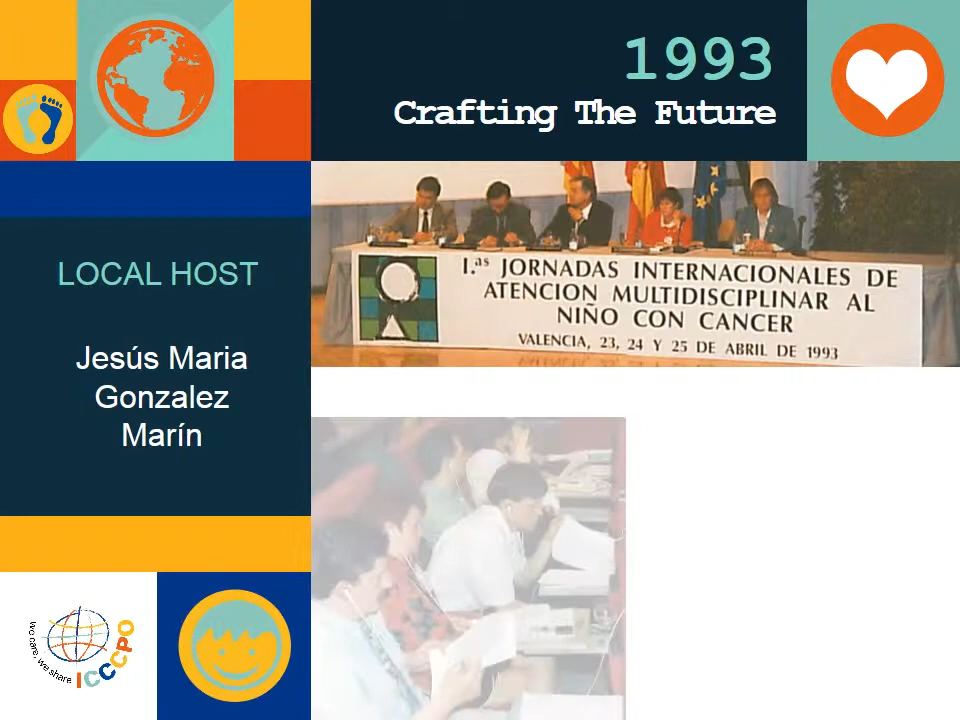 1993
Crafting The Future
LOCAL HOST
Jesús Maria
Gonzalez
Marín
I.as JORNADAS INTERNACIONALES DE
ATENCION MULTIDISCIPLINAR AL
NIÑO CON CANCER
VALENCIA, 23, 24 Y 25 DE ABRIL DE 1993
we care, we share
ICCCPO